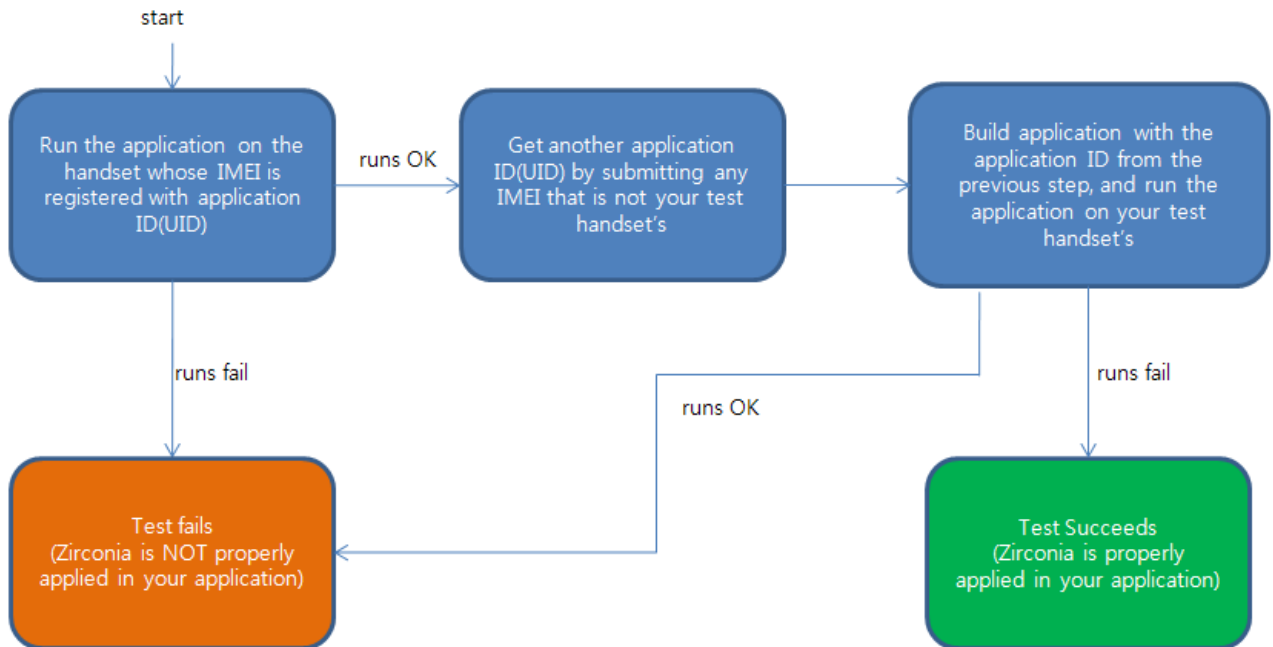 start
Run the application on the
handset whose IMEI is
registered with application
ID(UID)
runs OK
Get another application
ID(UID) by submitting any
IMEI that is not your test
handset's
Build application with the
application ID from the
previous step, and run the
application on your test
handset's
runs fail
runs OK
runs fail
Test fails
(Zirconia is NOT properly
applied in your application)
Test Succeeds
(Zirconia is properly
applied in your application)